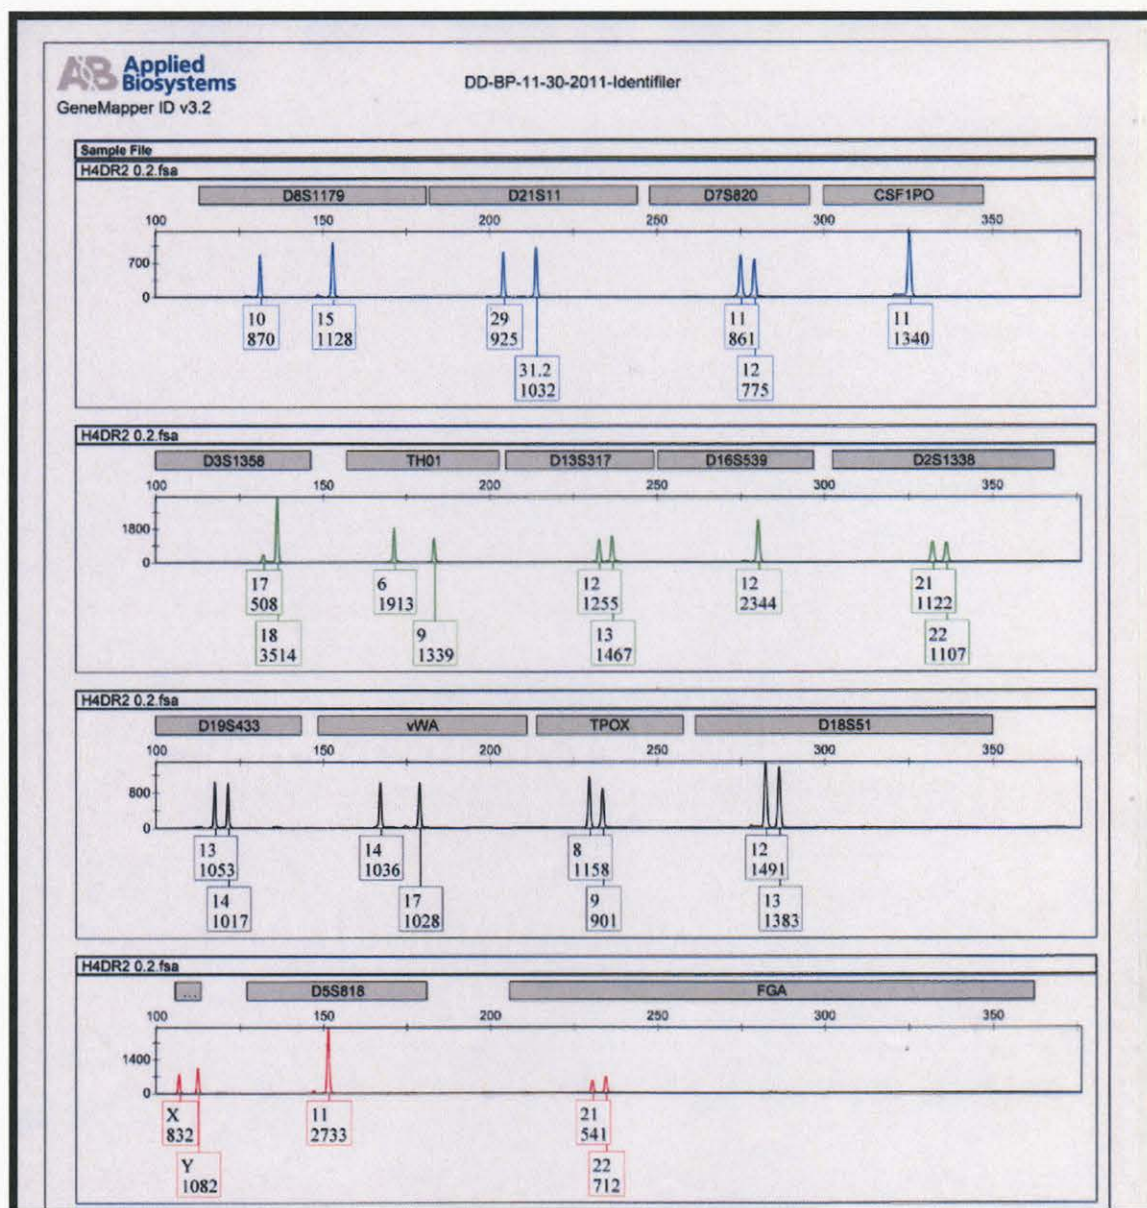 AB Applied
Biosystems
GeneMapper ID v3.2
DD-BP-11-30-2011-Identifiler
Sample File
H4DR2 0.2.fsa
D8S1179 D21S11 D7S820 CSF1PO
100 150 200 250 300 350
700
0
10 15 29 11 11
870 1128 925 861 1340
31.2 12
1032 775
H4DR2 0.2.fsa
D3S1358 TH01 D13S317 D16S539 D2S1338
100 150 200 250 300 350
1800
0
17 6 12 12 21
508 1913 1255 2344 1122
18 9 13 22
3514 1339 1467 1107
H4DR2 0.2.fsa
D19S433 vWA TPOX D18S51
100 150 200 250 300 350
800
0
13 14 8 12
1053 1036 1158 1491
14 17 9 13
1017 1028 901 1383
H4DR2 0.2.fsa
... D5S818 FGA
100 150 200 250 300 350
1400
0
X 11 21
832 2733 541
Y 22
1082 712